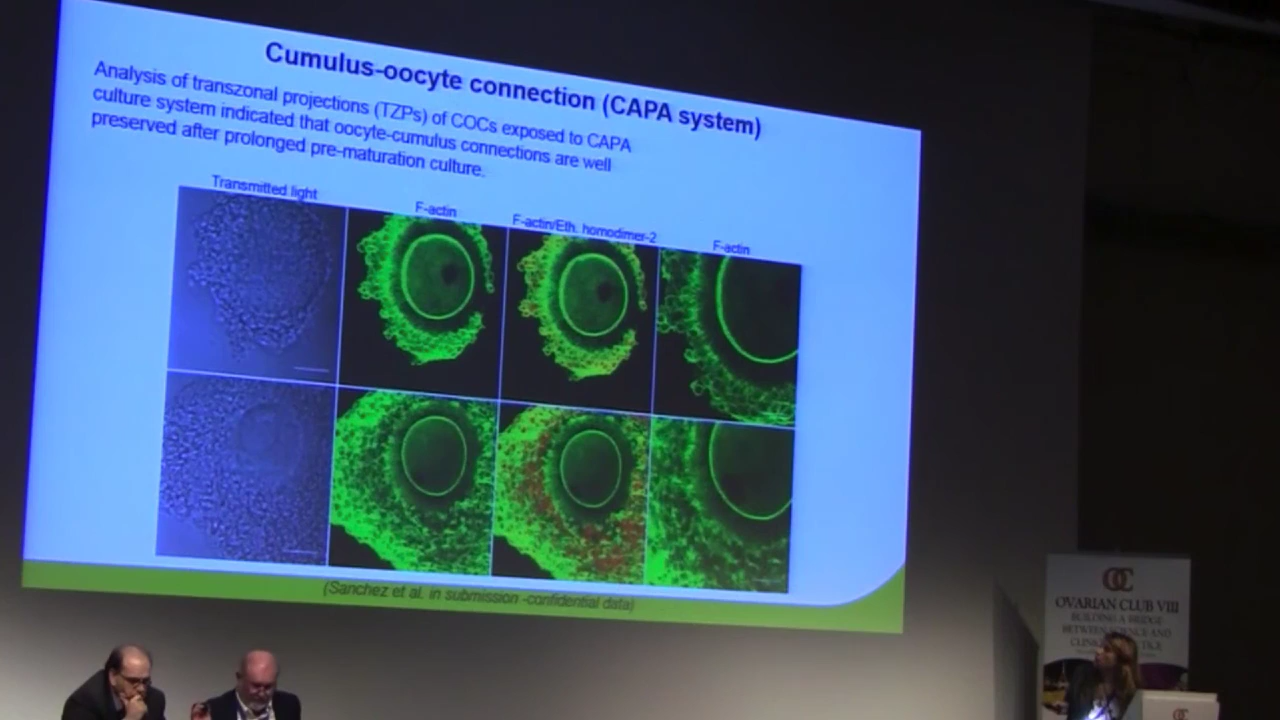 Cumulus-oocyte connection (CAPA system)
Analysis of transzonal projections (TZPs) of COCs exposed to CAPA
culture system indicated that oocyte-cumulus connections are well
preserved after prolonged pre-maturation culture.
Transmitted light
F-actin
F-actin/Eth. homodimer-2
F-actin
(Sanchez et al. in submission -confidential data)
OC
OVARIAN CLUB VIII
BUILDING A BRIDGE
BETWEEN SCIENCE AND